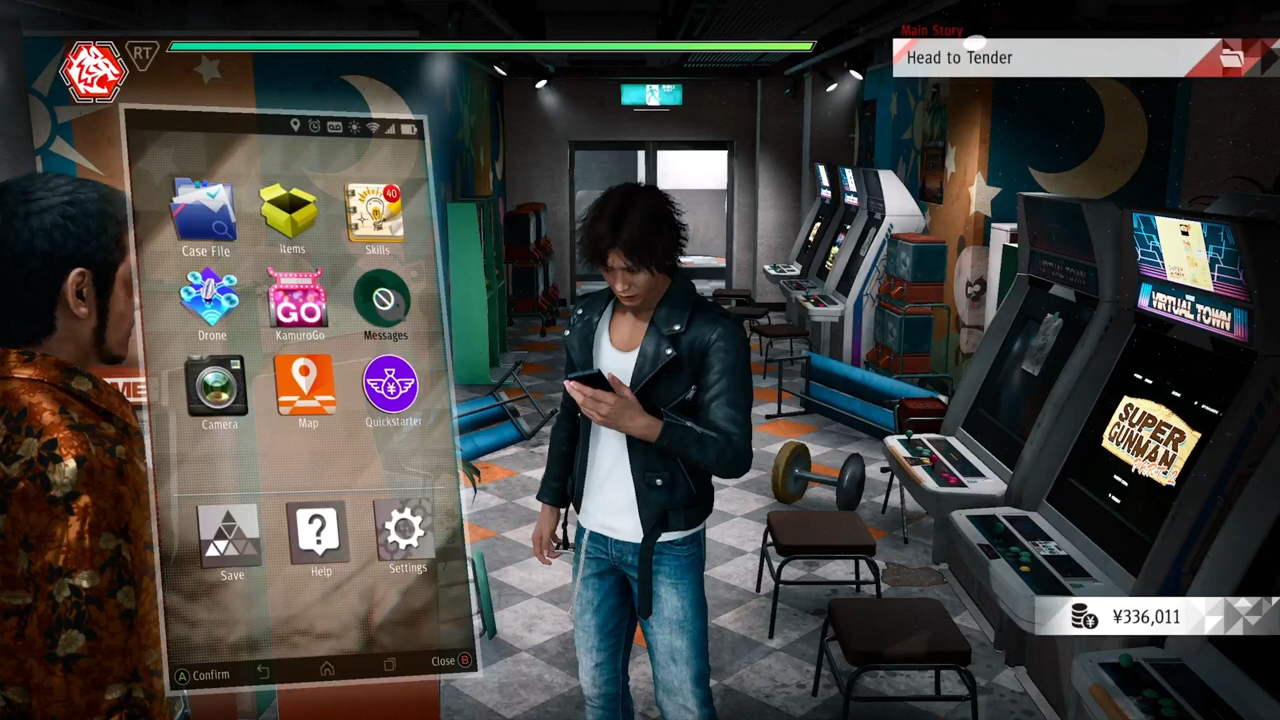 RT
Main Story
Head to Tender
40
Case File
Items
Skills
GO
Drone
KamuroGo
Messages
Camera
Map
Quickstarter
?
Save
Help
Settings
A Confirm
Close B
VIRTUAL TOWN
VIRTUAL TOWN
SUPER
GUNMAN
¥336,011